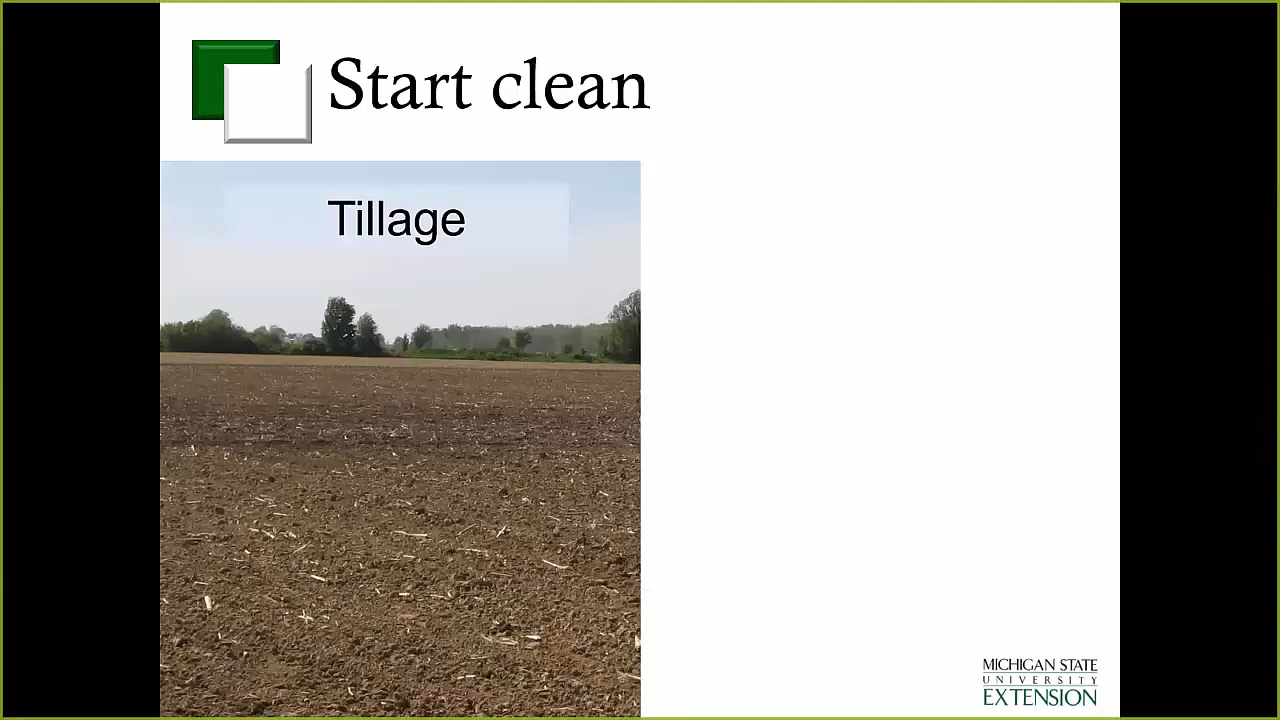 Start clean
Tillage
MICHIGAN STATE
UNIVERSITY
EXTENSION